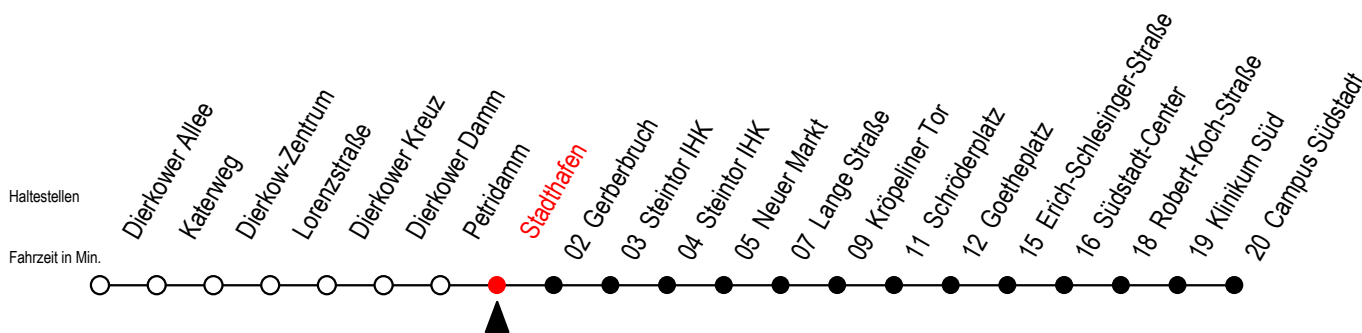 Haltestellen
Fahrzeit in Min.
Dierkower Allee
Katerweg
Dierkow-Zentrum
Lorenzstraße
Dierkower Kreuz
Dierkower Damm
Petridamm
Stadthafen
02 Gerberbruch
03 Steintor IHK
04 Steintor IHK
05 Neuer Markt
07 Lange Straße
09 Kröpeliner Tor
11 Schröderplatz
12 Goetheplatz
15 Erich-Schlesinger-Straße
16 Südstadt-Center
18 Robert-Koch-Straße
19 Klinikum Süd
20 Campus Südstadt